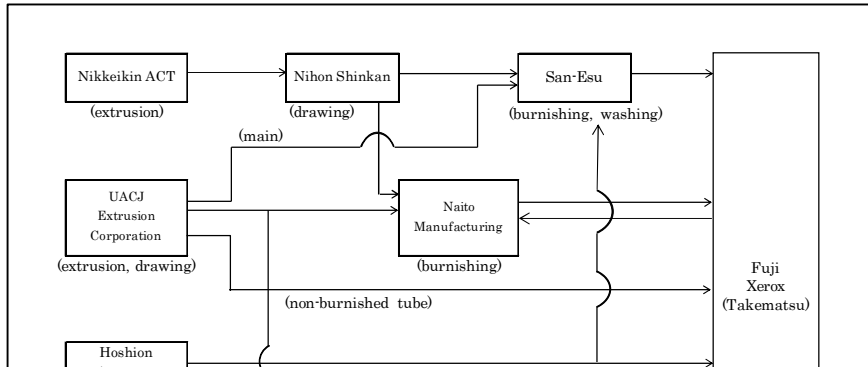 Nikkeikin ACT
(extrusion)
Nihon Shinkan
(drawing)
San-Esu
(burnishing, washing)
(main)
UACJ
Extrusion
Corporation
(extrusion, drawing)
Naito
Manufacturing
(burnishing)
(non-burnished tube)
Fuji
Xerox
(Takematsu)
Hoshion